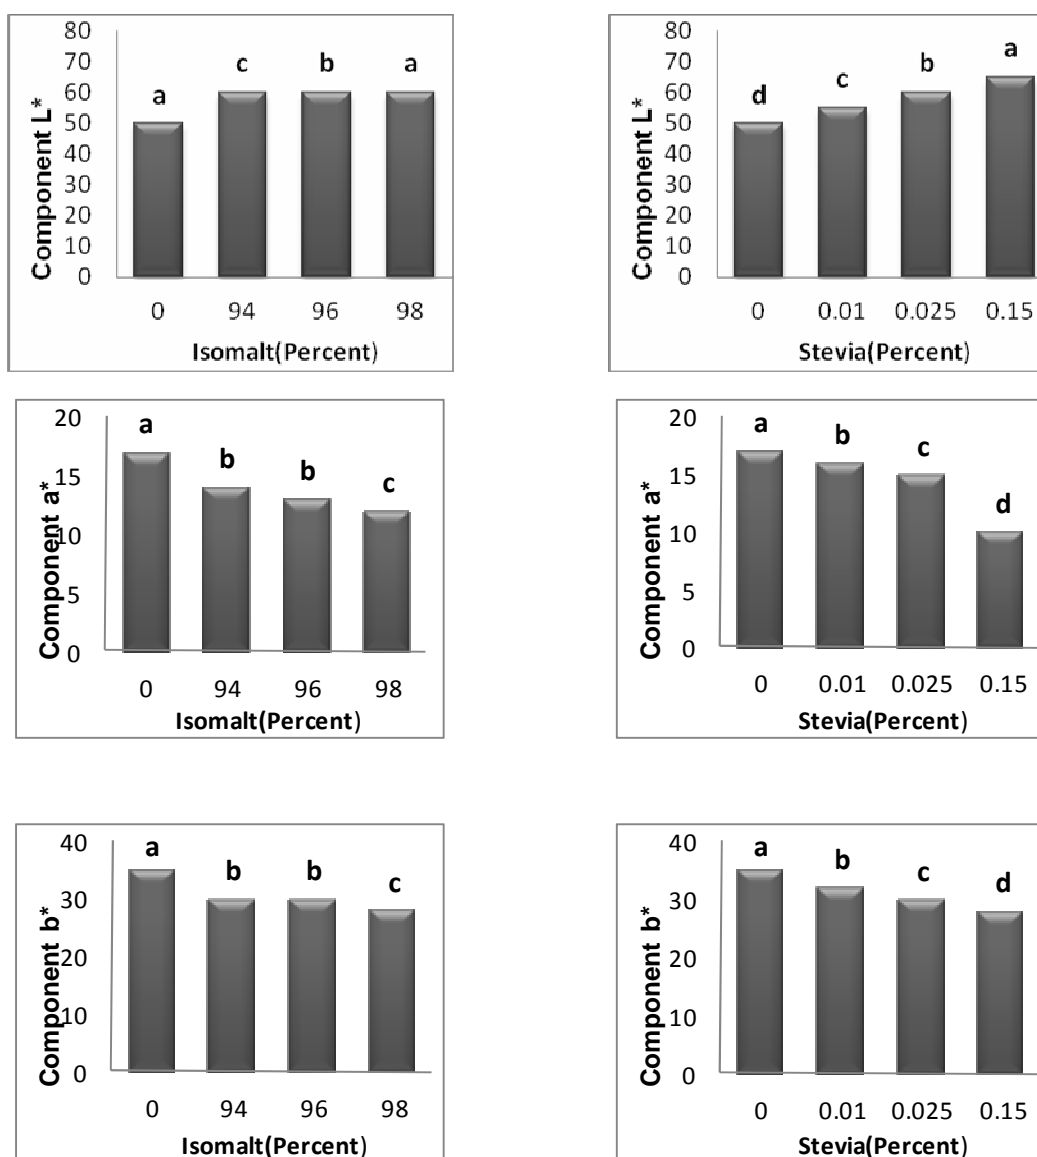 80
70
60
50
40
30
20
10
0
Component L*
a
c
b
a
0 94 96 98
Isomalt(Percent)
80
70
60
50
40
30
20
10
0
Component L*
d
c
b
a
0 0.01 0.025 0.15
Stevia(Percent)
20
15
10
5
0
Component a*
a
b
b
c
0 94 96 98
Isomalt(Percent)
20
15
10
5
0
Component a*
a
b
c
d
0 0.01 0.025 0.15
Stevia(Percent)
40
30
20
10
0
Component b*
a
b
b
c
0 94 96 98
Isomalt(Percent)
40
30
20
10
0
Component b*
a
b
c
d
0 0.01 0.025 0.15
Stevia(Percent)